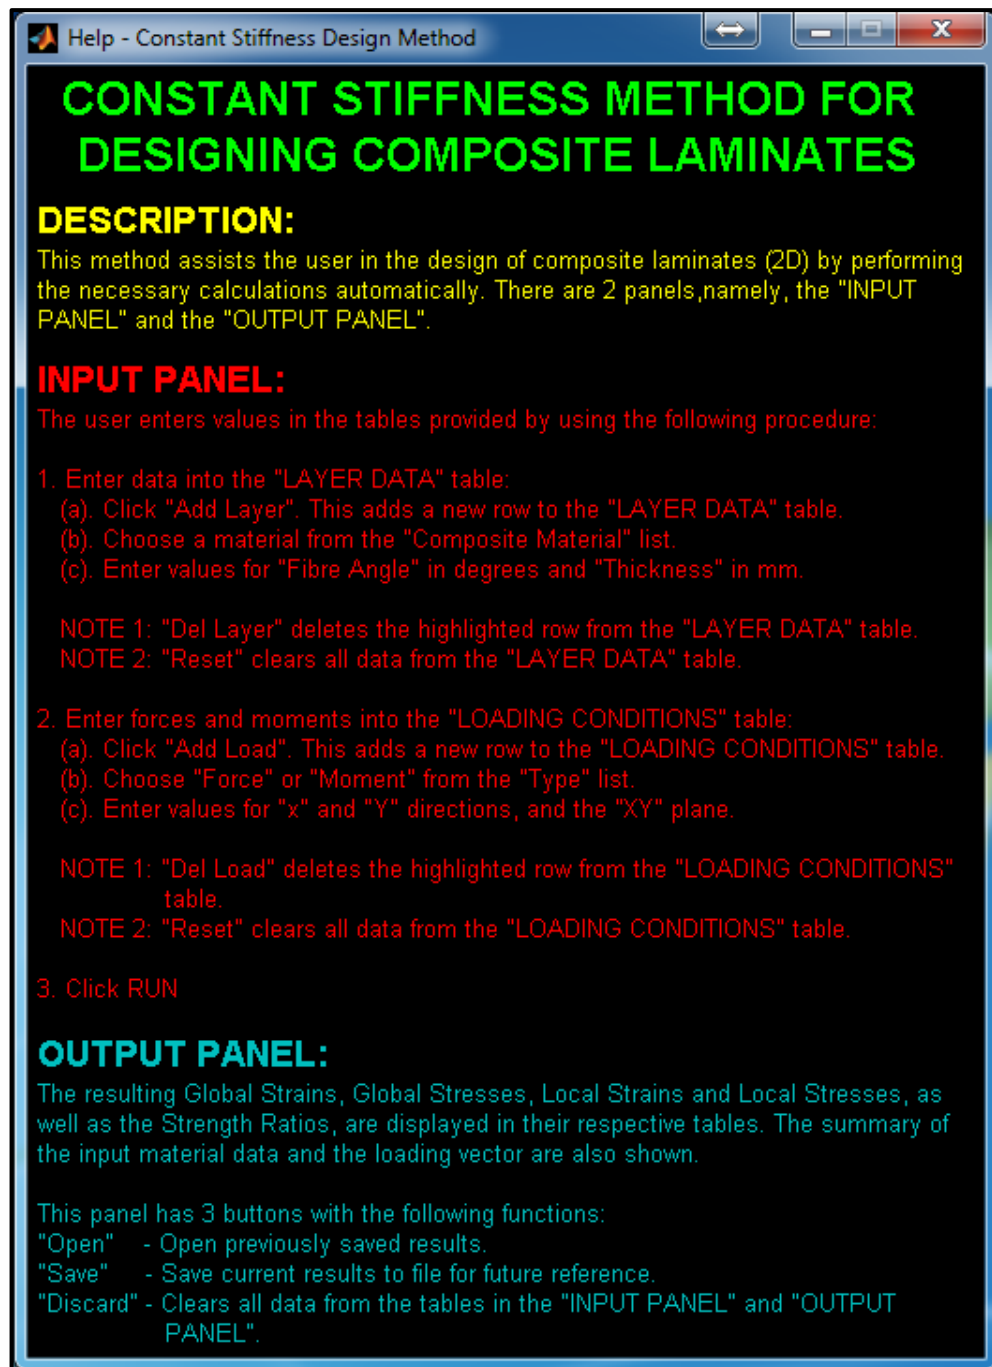 Help - Constant Stiffness Design Method
CONSTANT STIFFNESS METHOD FOR
DESIGNING COMPOSITE LAMINATES
DESCRIPTION:
This method assists the user in the design of composite laminates (2D) by performing
the necessary calculations automatically. There are 2 panels,namely, the "INPUT
PANEL" and the "OUTPUT PANEL".
INPUT PANEL:
The user enters values in the tables provided by using the following procedure:
1. Enter data into the "LAYER DATA" table:
(a). Click "Add Layer". This adds a new row to the "LAYER DATA" table.
(b). Choose a material from the "Composite Material" list.
(c). Enter values for "Fibre Angle" in degrees and "Thickness" in mm.
NOTE 1: "Del Layer" deletes the highlighted row from the "LAYER DATA" table.
NOTE 2: "Reset" clears all data from the "LAYER DATA" table.
2. Enter forces and moments into the "LOADING CONDITIONS" table:
(a). Click "Add Load". This adds a new row to the "LOADING CONDITIONS" table.
(b). Choose "Force" or "Moment" from the "Type" list.
(c). Enter values for "x" and "Y" directions, and the "XY" plane.
NOTE 1: "Del Load" deletes the highlighted row from the "LOADING CONDITIONS"
table.
NOTE 2: "Reset" clears all data from the "LOADING CONDITIONS" table.
3. Click RUN
OUTPUT PANEL:
The resulting Global Strains, Global Stresses, Local Strains and Local Stresses, as
well as the Strength Ratios, are displayed in their respective tables. The summary of
the input material data and the loading vector are also shown.
This panel has 3 buttons with the following functions:
"Open" - Open previously saved results.
"Save" - Save current results to file for future reference.
"Discard" - Clears all data from the tables in the "INPUT PANEL" and "OUTPUT
PANEL".